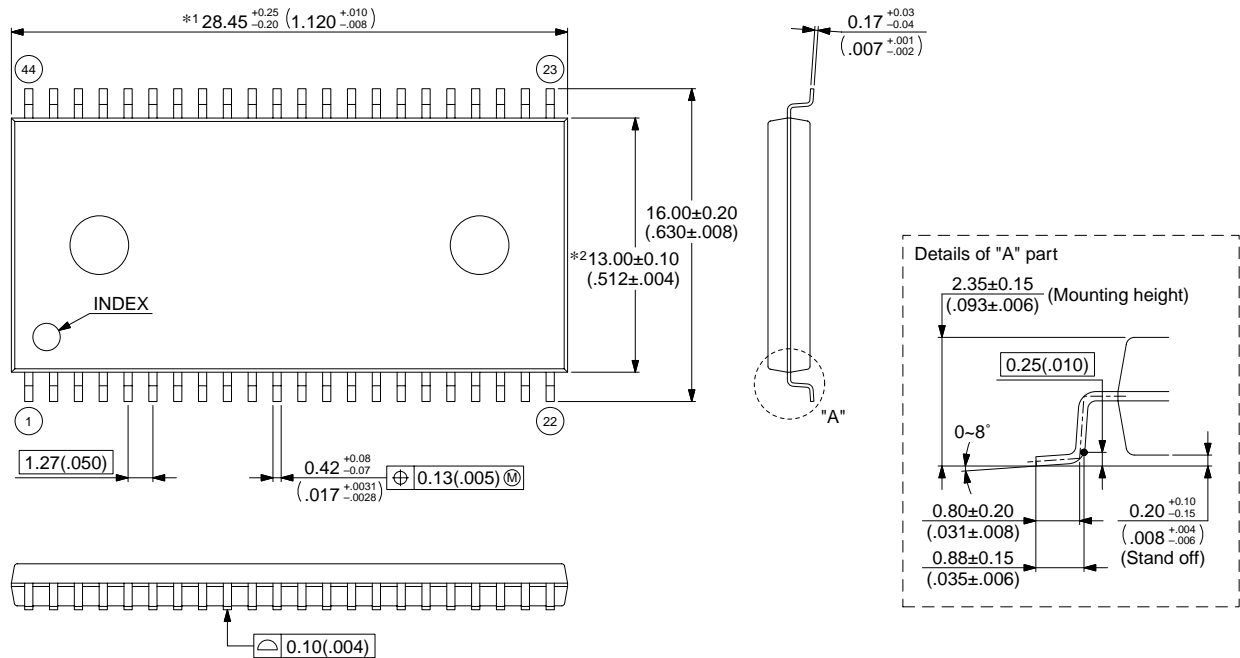 *1 28.45 +0.25 -0.20 (1.120 +.010 -.008)
0.17 +0.03 -0.04
(.007 +.001 -.002)
44
23
16.00±0.20
(.630±.008)
*2 13.00±0.10
(.512±.004)
INDEX
1
22
"A"
1.27(.050)
0.42 +0.08 -0.07
(.017 +.0031 -.0028)
⌖ 0.13(.005) Ⓜ
⌓ 0.10(.004)
Details of "A" part
2.35±0.15
(.093±.006)
(Mounting height)
0.25(.010)
0~8°
0.80±0.20
(.031±.008)
0.88±0.15
(.035±.006)
0.20 +0.10 -0.15
(.008 +.004 -.006)
(Stand off)